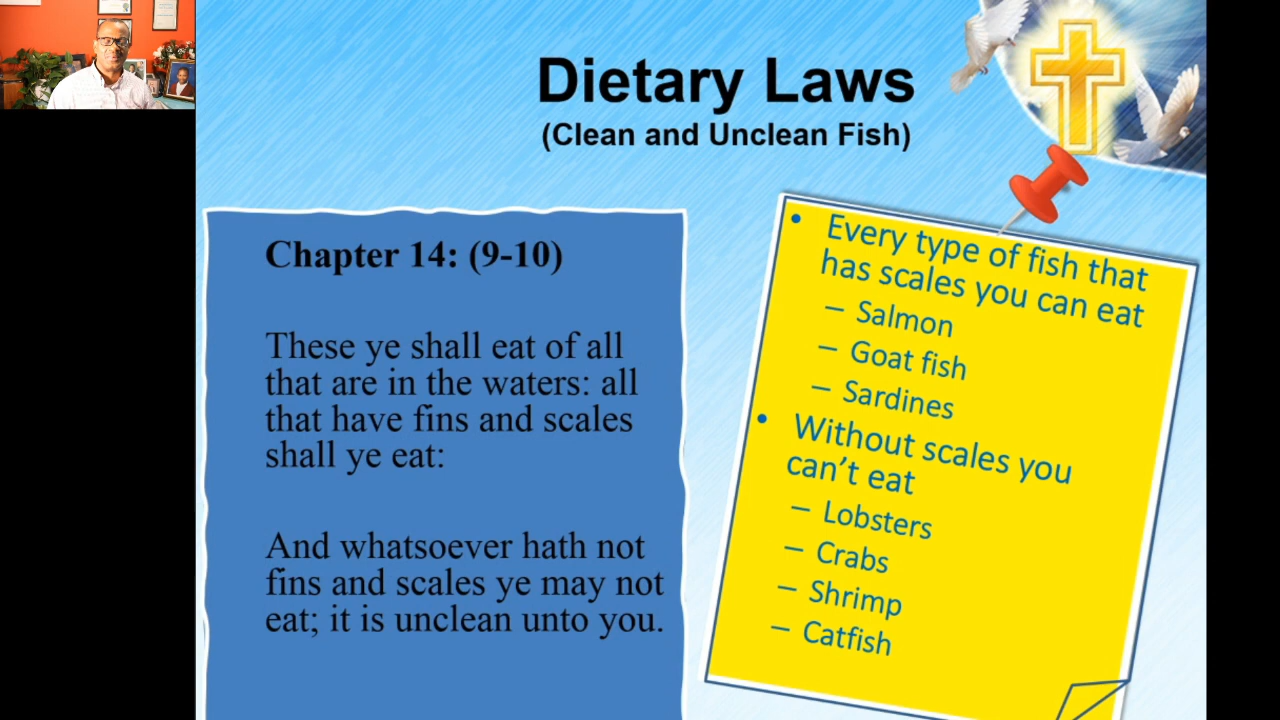 Dietary Laws
(Clean and Unclean Fish)
Chapter 14: (9-10)
These ye shall eat of all
that are in the waters: all
that have fins and scales
shall ye eat:
And whatsoever hath not
fins and scales ye may not
eat; it is unclean unto you.
• Every type of fish that
has scales you can eat
– Salmon
– Goat fish
– Sardines
• Without scales you
can't eat
– Lobsters
– Crabs
– Shrimp
– Catfish